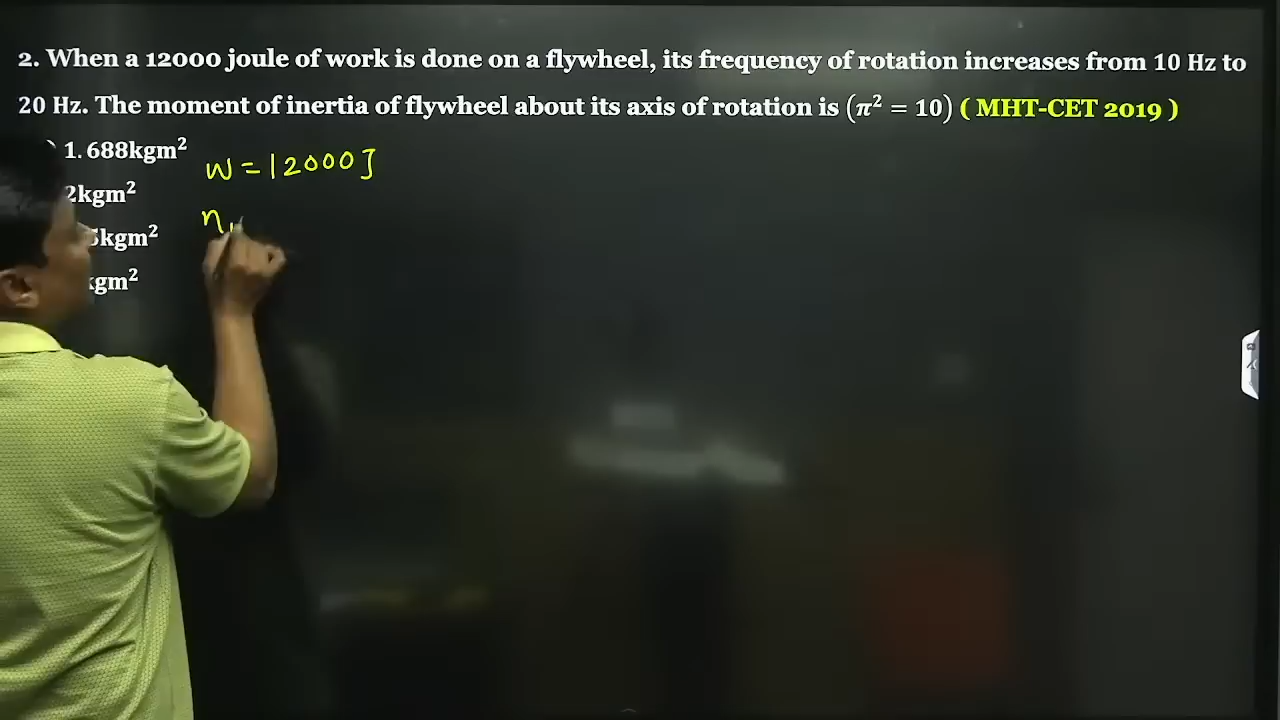 2. When a 12000 joule of work is done on a flywheel, its frequency of rotation increases from 10 Hz to
20 Hz. The moment of inertia of flywheel about its axis of rotation is (π² = 10) ( MHT-CET 2019 )
) 1.688kgm²
2kgm²
kgm²
kgm²
W = 12000J
n